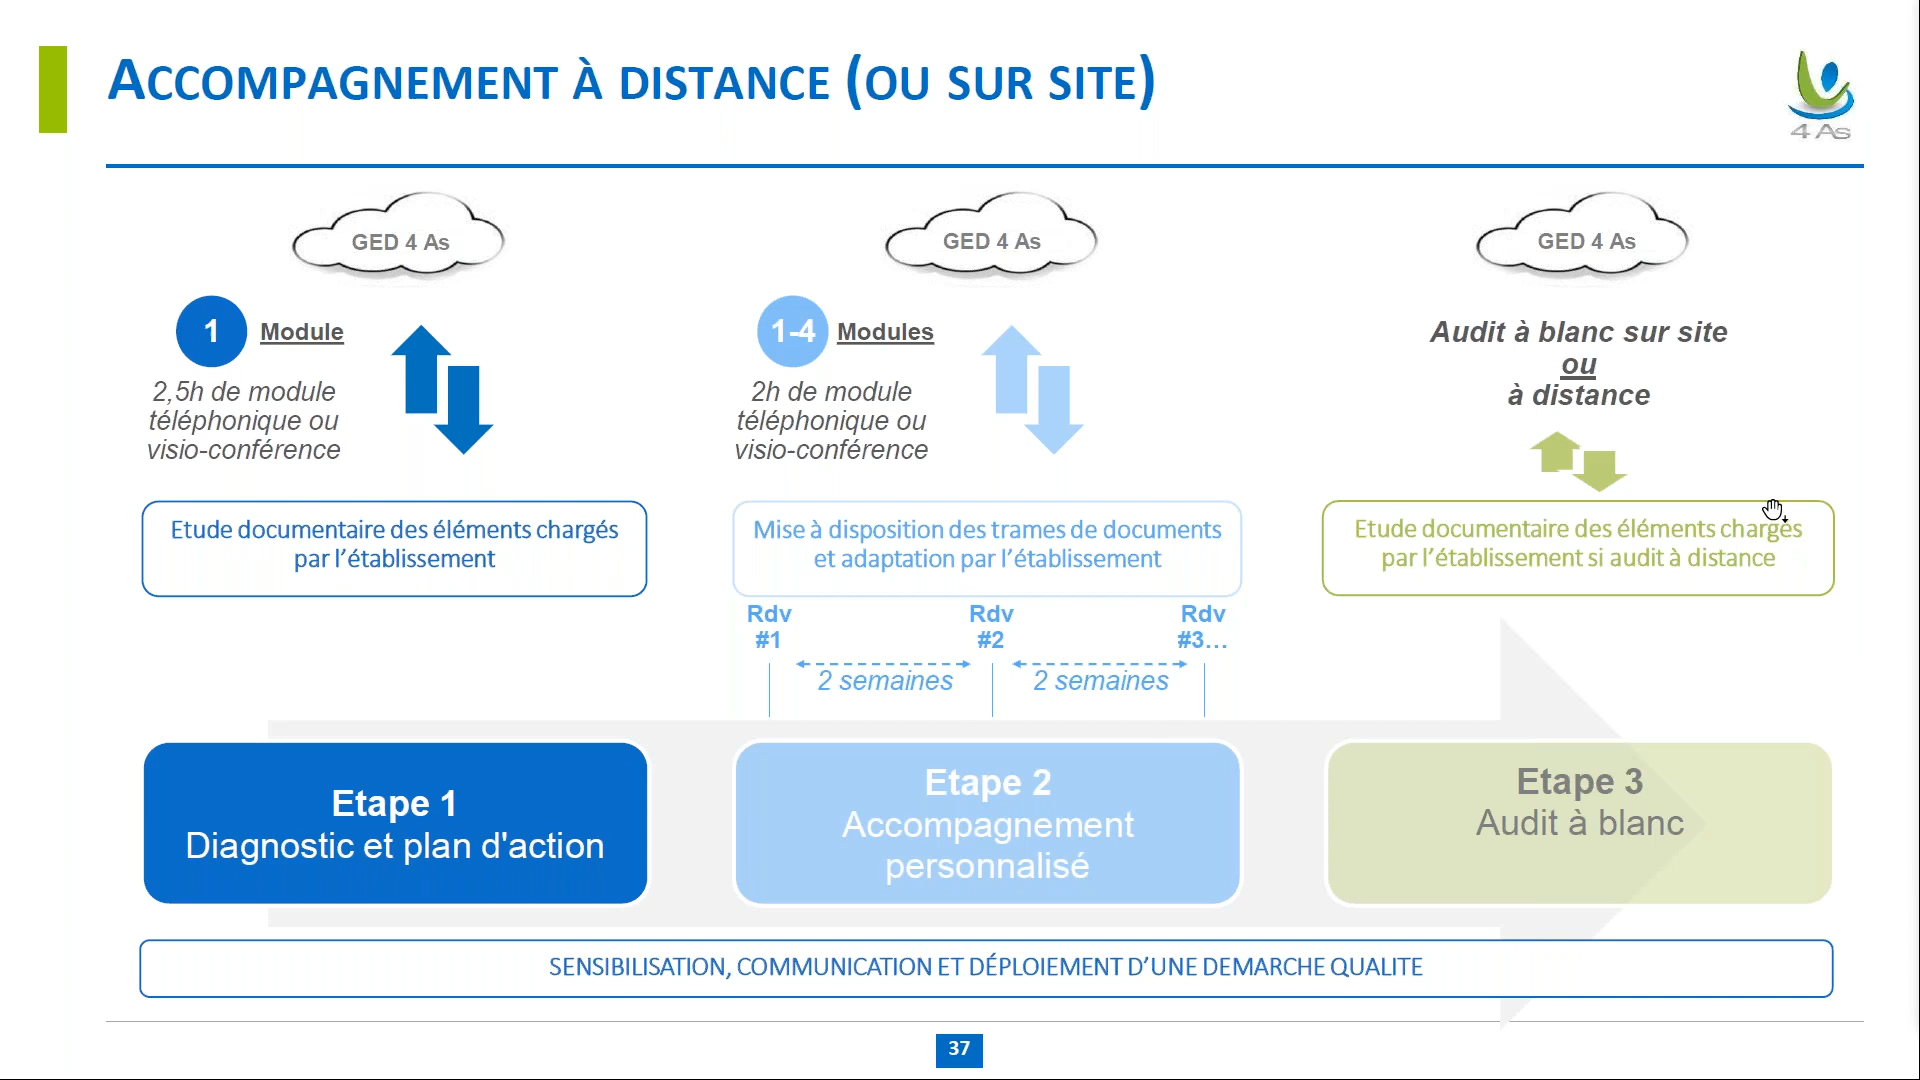 ACCOMPAGNEMENT À DISTANCE (OU SUR SITE)
4 As
GED 4 As
1 Module
2,5h de module
téléphonique ou
visio-conférence
Etude documentaire des éléments chargés
par l’établissement
GED 4 As
1-4 Modules
2h de module
téléphonique ou
visio-conférence
Mise à disposition des trames de documents
et adaptation par l’établissement
GED 4 As
Audit à blanc sur site
ou
à distance
Etude documentaire des éléments chargés
par l’établissement si audit à distance
Rdv Rdv Rdv
#1 #2 #3…
2 semaines 2 semaines
Etape 1
Diagnostic et plan d'action
Etape 2
Accompagnement
personnalisé
Etape 3
Audit à blanc
SENSIBILISATION, COMMUNICATION ET DÉPLOIEMENT D’UNE DEMARCHE QUALITE
37